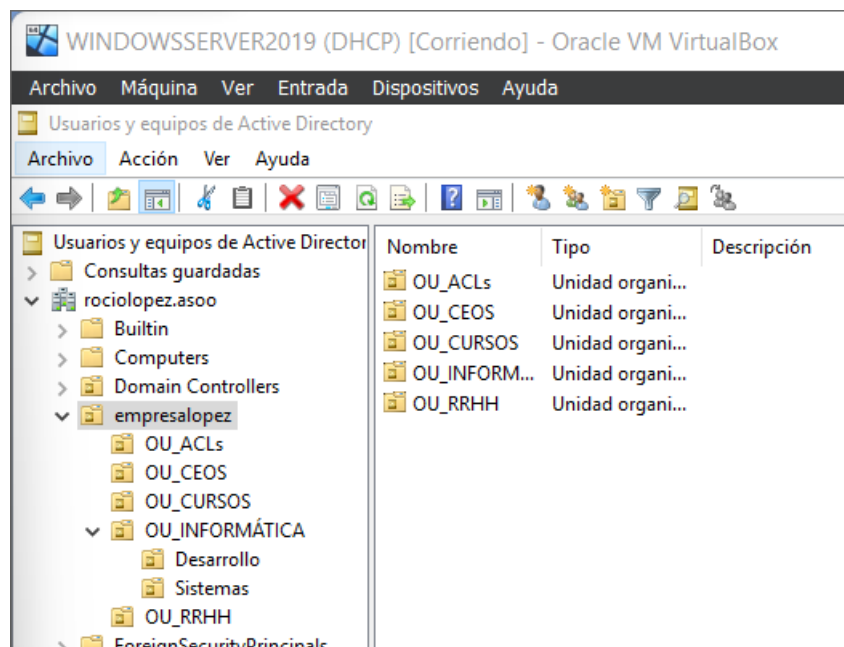 WINDOWSSERVER2019 (DHCP) [Corriendo] - Oracle VM VirtualBox
Archivo Máquina Ver Entrada Dispositivos Ayuda
Usuarios y equipos de Active Directory
Archivo Acción Ver Ayuda
Usuarios y equipos de Active Director
Consultas guardadas
rociolopez.asoo
Builtin
Computers
Domain Controllers
empresalopez
OU_ACLs
OU_CEOS
OU_CURSOS
OU_INFORMÁTICA
Desarrollo
Sistemas
OU_RRHH
ForeignSecurityPrincipals
Nombre Tipo Descripción
OU_ACLs Unidad organi...
OU_CEOS Unidad organi...
OU_CURSOS Unidad organi...
OU_INFORM... Unidad organi...
OU_RRHH Unidad organi...